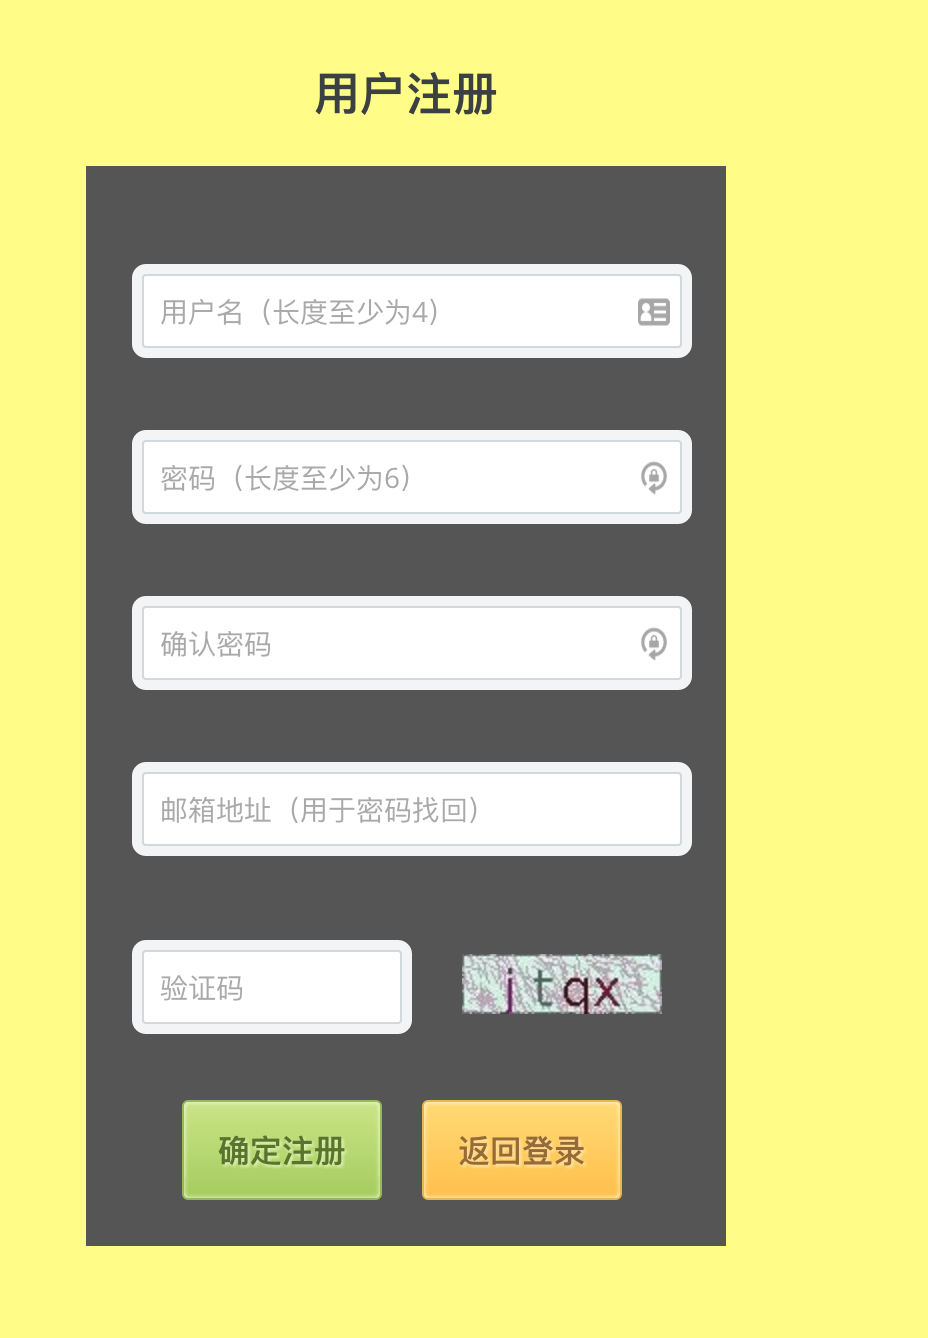 用户注册
用户名（长度至少为4）
密码（长度至少为6）
确认密码
邮箱地址（用于密码找回）
验证码
jtqx
确定注册 返回登录